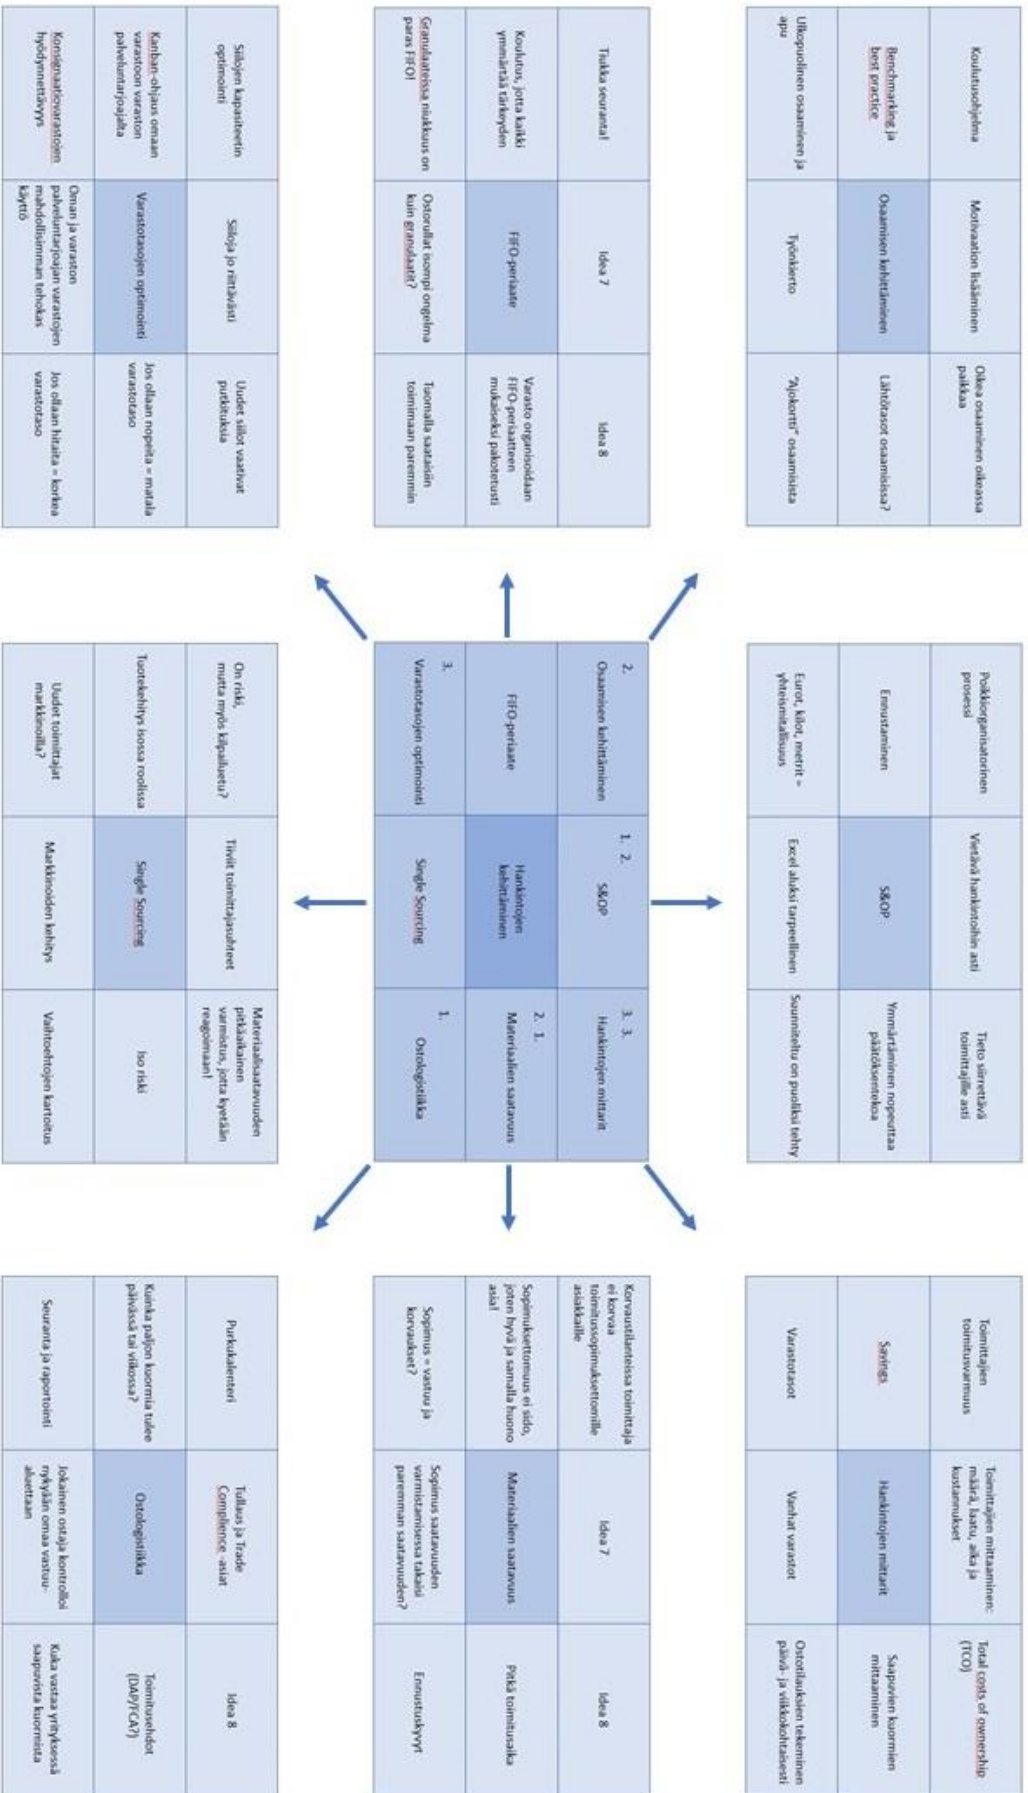 Koulutusohjelma
Motivaation lisääminen
Oikea osaaminen oikeassa
paikkaa
Benchmarking ja
best practice
Osaamisen kehittäminen
Lähtötasot osaamisissa?
Ulkopuolinen osaaminen ja
apu
Työnkierto
"Ajokortti" osaamisista
Poikkiorganisatorinen
prosessi
Vietävä hankintoihin asti
Tieto siirrettävä
toimittajille asti
Ennustaminen
S&OP
Ymmärtäminen nopeuttaa
päätöksentekoa
Eurot, kilot, metrit =
yhteismitallisuus
Excel aluksi tarpeellinen
Suunniteltu on puoliksi tehty
Toimittajien
toimitusvarmuus
Toimittajien mittaaminen:
määrä, laatu, aika ja
kustannukset
Total costs of ownership
(TCO)
Savings
Hankintojen mittarit
Saapuvien kuormien
mittaaminen
Varastotasot
Vanhat varastot
Ostotilauksien tekeminen
päivä- ja viikkokohtaisesti
Tiukka seuranta!
Idea 7
Idea 8
Koulutus, jotta kaikki
ymmärtää tärkeyden
FIFO-periaate
Varasto organisoidaan
FIFO-periaatteen
mukaiseksi pakotetusti
Granulaateissa niukkuus on
paras FIFO!
Ostorullat isompi ongelma
kuin granulaatit?
Tuomalla saataisiin
toimimaan paremmin
2.
Osaamisen kehittäminen
1. 2.
S&OP
3. 3.
Hankintojen mittarit
FIFO-periaate
Hankintojen
kehittäminen
2. 1.
Materiaalien saatavuus
3.
Varastotasojen optimointi
Single Sourcing
1.
Ostologistiikka
Korvaustilanteissa toimittaja
ei korvaa
toimitussopimuksettomille
asiakkaille
Idea 7
Idea 8
Sopimuksettomuus ei sido,
joten hyvä ja samalla huono
asia!
Materiaalien saatavuus
Pitkä toimitusaika
Sopimus = vastuu ja
korvaukset?
Sopimus saatavuuden
varmistamisessa takaisi
paremman saatavuuden?
Ennustuskyvyt
Siilojen kapasiteetin
optimointi
Siiloja jo riittävästi
Uudet siilot vaativat
putkituksia
Kanban-ohjaus omaan
varastoon varaston
palveluntarjoajalta
Varastotasojen optimointi
Jos ollaan nopeita = matala
varastotaso
Konsignaatiovarastojen
hyödynnettävyys
Oman ja varaston
palveluntarjoajan varastojen
mahdollisimman tehokas
käyttö
Jos ollaan hitaita = korkea
varastotaso
On riski,
mutta myös kilpailuetu?
Tiiviit toimittajasuhteet
Materiaalisaatavuuden
pitkäaikainen
varmistus, jotta kyetään
reagoimaan!
Tuotekehitys isossa roolissa
Single Sourcing
Iso riski
Uudet toimittajat
markkinoilla?
Markkinoiden kehitys
Vaihtoehtojen kartoitus
Purkukalenteri
Tullaus ja Trade
Complience -asiat
Idea 8
Kuinka paljon kuormia tulee
päivässä tai viikossa?
Ostologistiikka
Toimitusehdot
(DAP/FCA?)
Seuranta ja raportointi
Jokainen ostaja kontrolloi
nykyään omaa vastuu-
aluettaan
Kuka vastaa yrityksessä
saapuvista kuormista